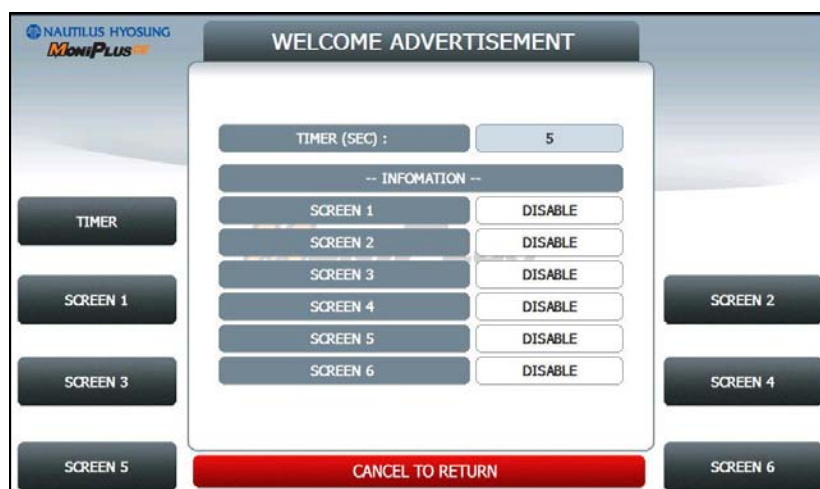 NAUTILUS HYOSUNG
MoniPlus CE
WELCOME ADVERTISEMENT
TIMER (SEC) : 5
-- INFOMATION --
TIMER
SCREEN 1 DISABLE
SCREEN 2 DISABLE
SCREEN 3 DISABLE
SCREEN 4 DISABLE
SCREEN 5 DISABLE
SCREEN 6 DISABLE
SCREEN 1
SCREEN 2
SCREEN 3
SCREEN 4
SCREEN 5
CANCEL TO RETURN
SCREEN 6